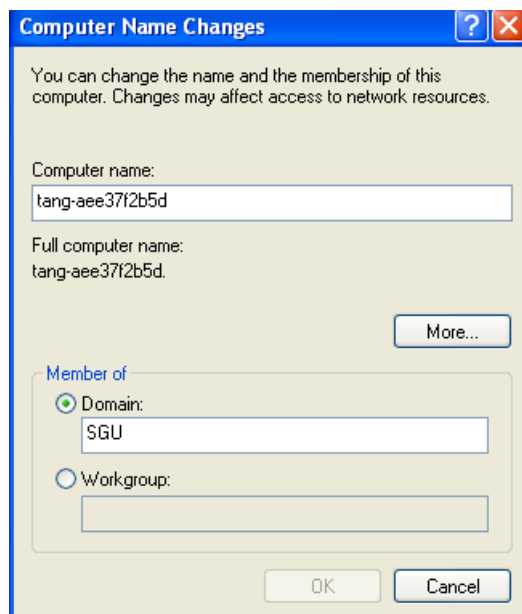 Computer Name Changes
You can change the name and the membership of this
computer. Changes may affect access to network resources.
Computer name:
tang-aee37f2b5d
Full computer name:
tang-aee37f2b5d.
More...
Member of
Domain:
SGU
Workgroup:
OK Cancel